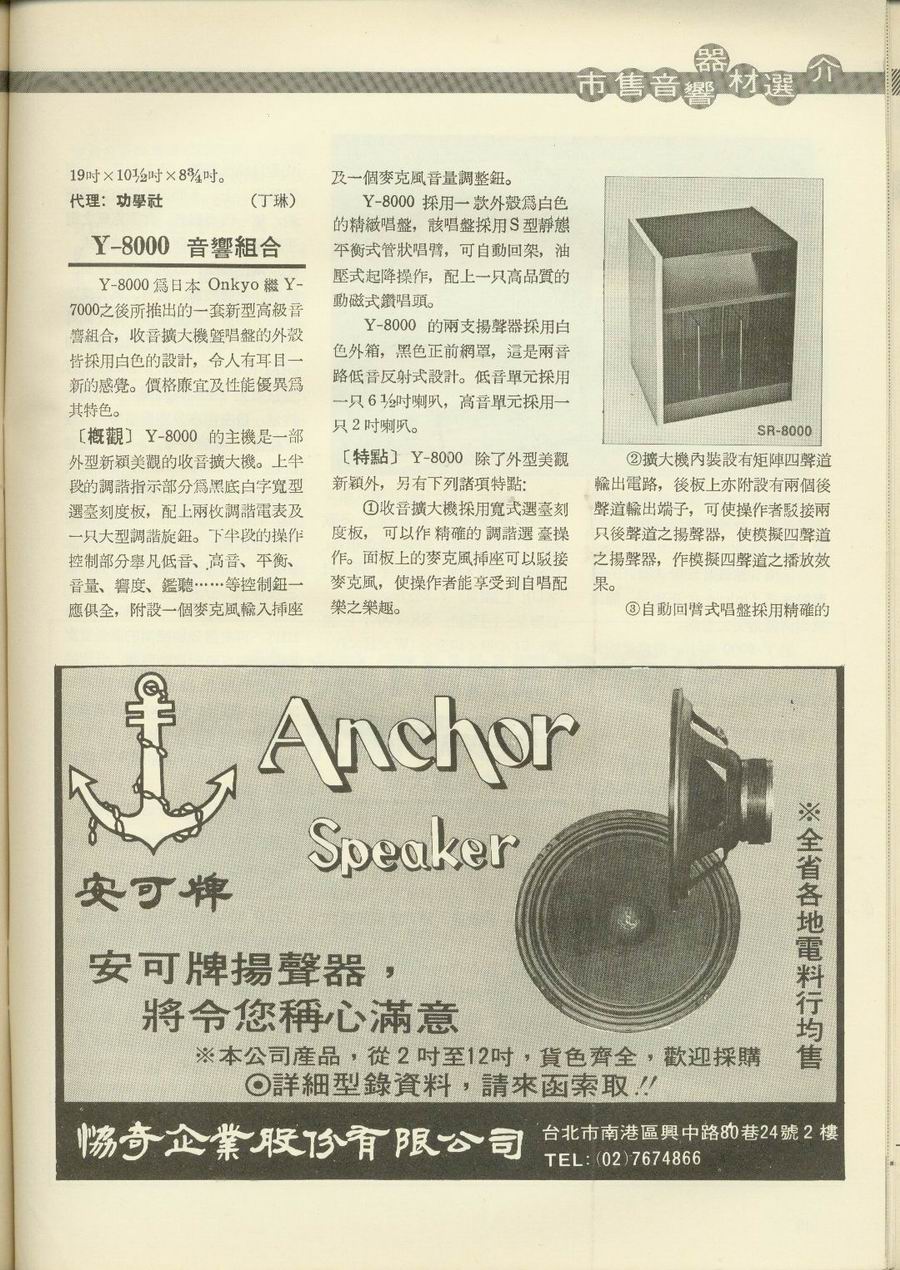 市售音響器材選介
19吋×10½吋×8¾吋。
代理：功學社　　（丁琳）
Y-8000 音響組合
Y-8000 爲日本 Onkyo 繼 Y-
7000之後所推出的一套新型高級音
響組合，收音擴大機曁唱盤的外殼
皆採用白色的設計，令人有耳目一
新的感覺。價格廉宜及性能優異爲
其特色。
〔概觀〕Y-8000 的主機是一部
外型新穎美觀的收音擴大機。上半
段的調諧指示部分爲黑底白字寬型
選臺刻度板，配上兩枚調諧電表及
一只大型調諧旋鈕。下半段的操作
控制部分舉凡低音、高音、平衡、
音量、響度、鑑聽……等控制鈕一
應俱全，附設一個麥克風輸入揷座
及一個麥克風音量調整鈕。
Y-8000 採用一款外殼爲白色
的精緻唱盤，該唱盤採用S型靜態
平衡式管狀唱臂，可自動回架，油
壓式起降操作，配上一只高品質的
動磁式鑽唱頭。
Y-8000 的兩支揚聲器採用白
色外箱，黑色正前網罩，這是兩音
路低音反射式設計。低音單元採用
一只 6 ½吋喇叭，高音單元採用一
只 2 吋喇叭。
〔特點〕Y-8000 除了外型美觀
新穎外，另有下列諸項特點:
①收音擴大機採用寬式選臺刻
度板，可以作精確的調諧選臺操
作。面板上的麥克風揷座可以駁接
麥克風，使操作者能享受到自唱配
樂之樂趣。
SR-8000
②擴大機內裝設有矩陣四聲道
輸出電路，後板上亦附設有兩個後
聲道輸出端子，可使操作者駁接兩
只後聲道之揚聲器，使模擬四聲道
之揚聲器，作模擬四聲道之播放效
果。
③自動回臂式唱盤採用精確的
Anchor
Speaker
安可牌
安可牌揚聲器，
將令您稱心滿意
※全省各地電料行均售
※本公司產品，從 2 吋至12吋，貨色齊全，歡迎採購
⊙詳細型錄資料，請來函索取!!
協奇企業股份有限公司
台北市南港區興中路80巷24號 2 樓
TEL:(02)7674866